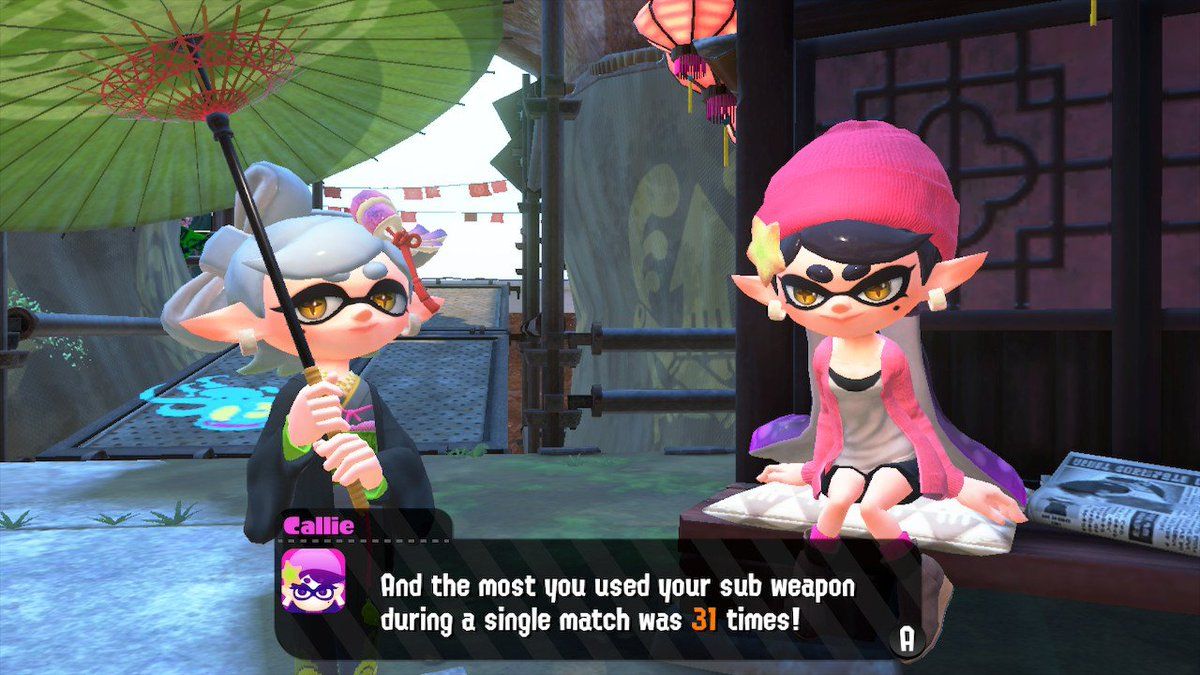 Callie
And the most you used your sub weapon
during a single match was 31 times!
A